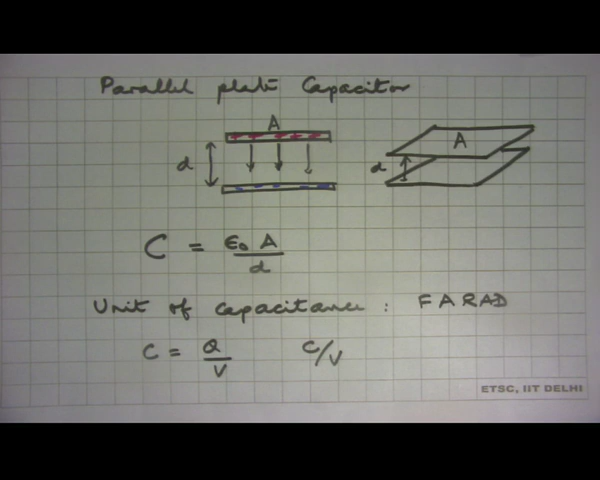 Parallel plate Capacitor
A
d
A
d
C = ϵ₀ A / d
Unit of capacitance : FARAD
C = Q / V    C/V
ETSC, IIT DELHI